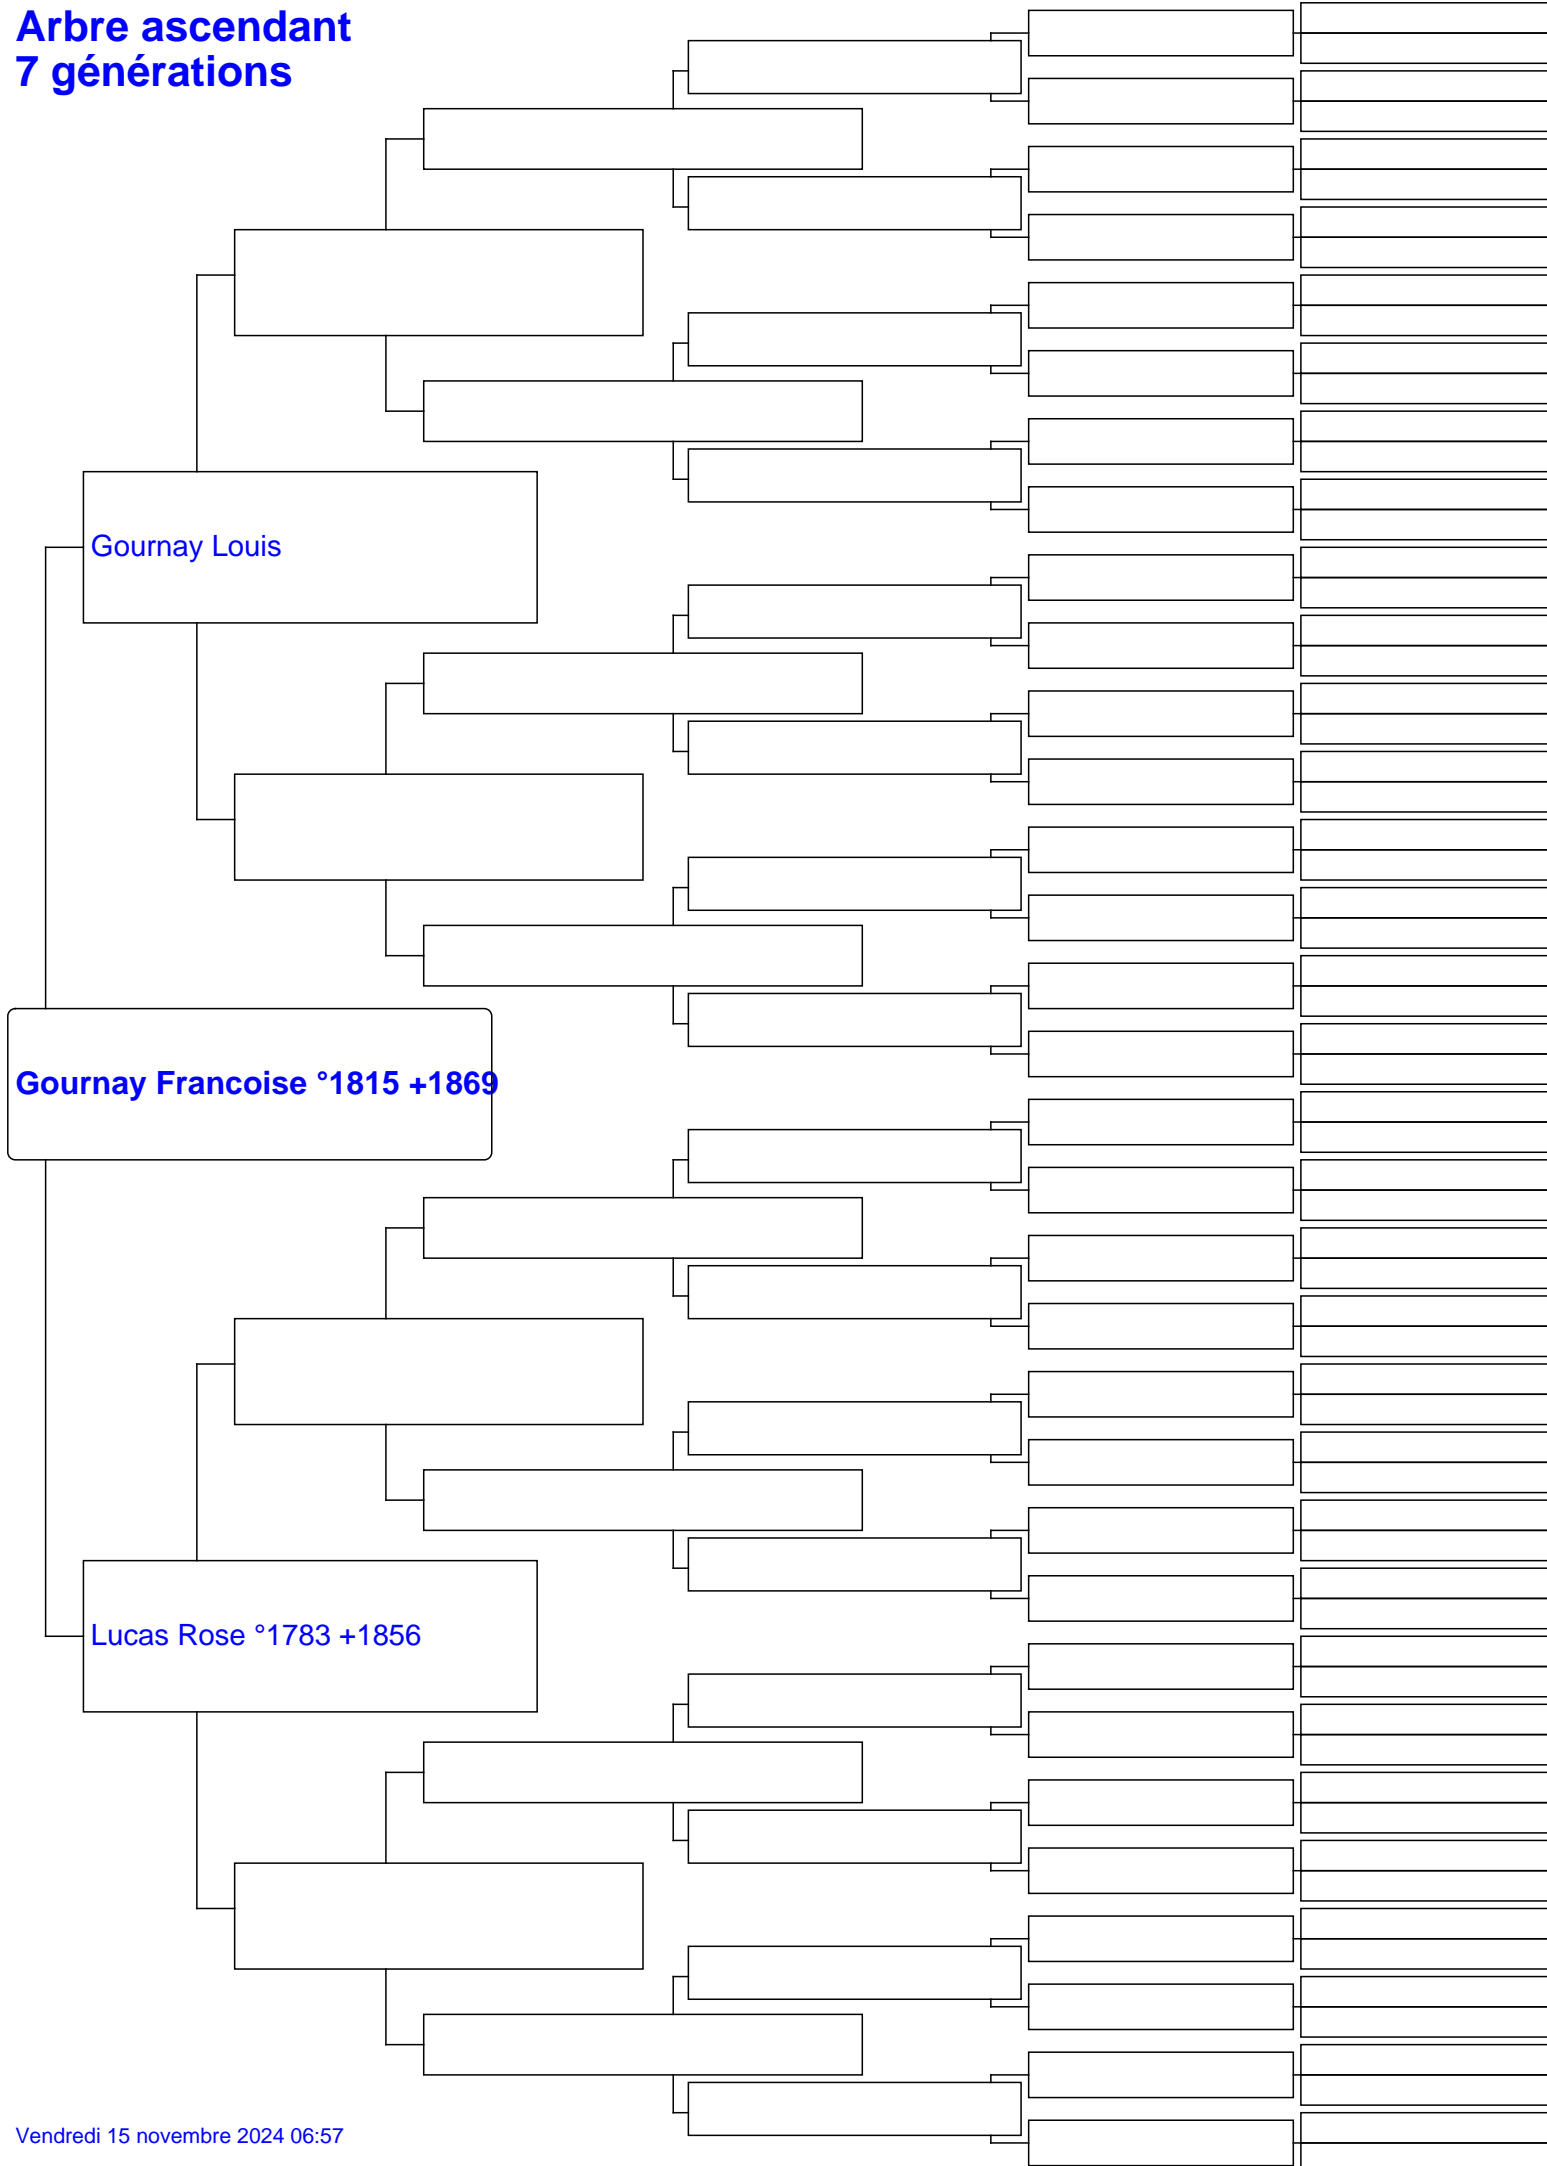 Arbre ascendant
7 générations
Gournay Louis
Gournay Francoise °1815 +1869
Lucas Rose °1783 +1856
Vendredi 15 novembre 2024 06:57